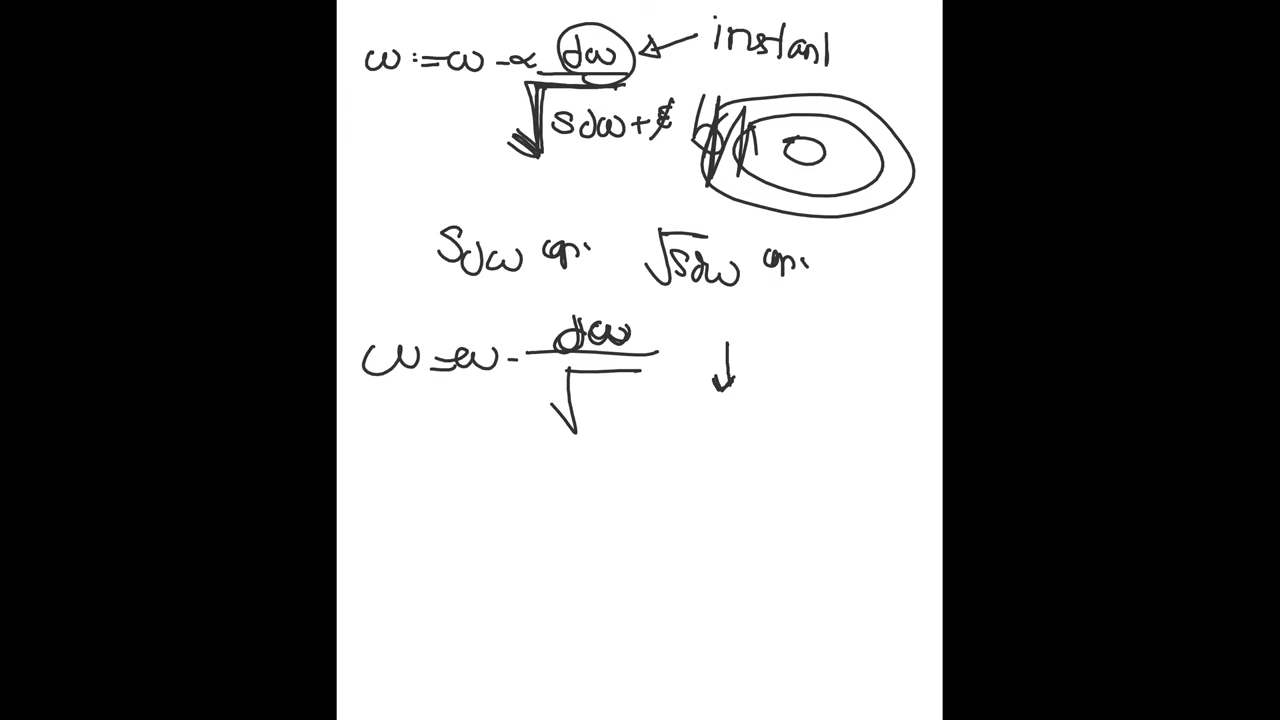 ω := ω - α dω / √(Sdω + ε) instant
Sdω √Sdω
ω = ω - dω / √